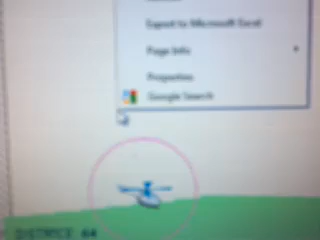 Export to Microsoft Excel
Page Info
Properties
Google Search
DISTANCE 64